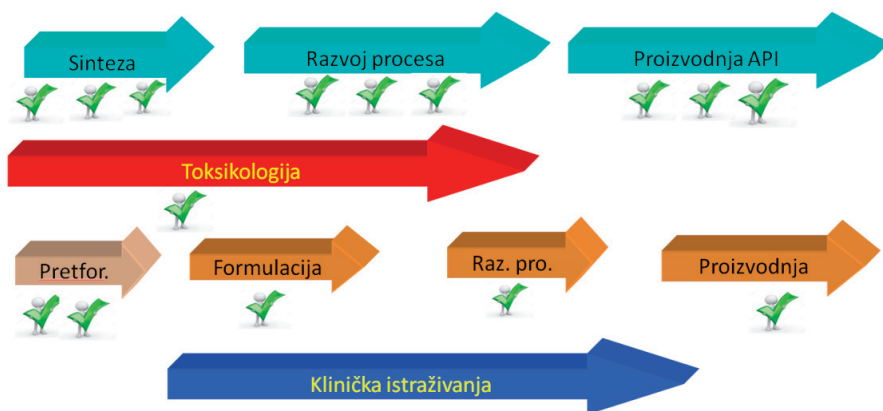 Sinteza
Razvoj procesa
Proizvodnja API
Toksikologija
Pretfor.
Formulacija
Raz. pro.
Proizvodnja
Klinička istraživanja